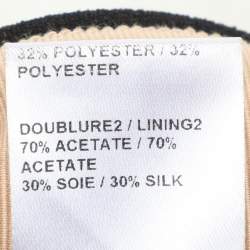 32% POLYESTER / 32%
POLYESTER
DOUBLURE2 / LINING2
70% ACETATE / 70%
ACETATE
30% SOIE / 30% SILK